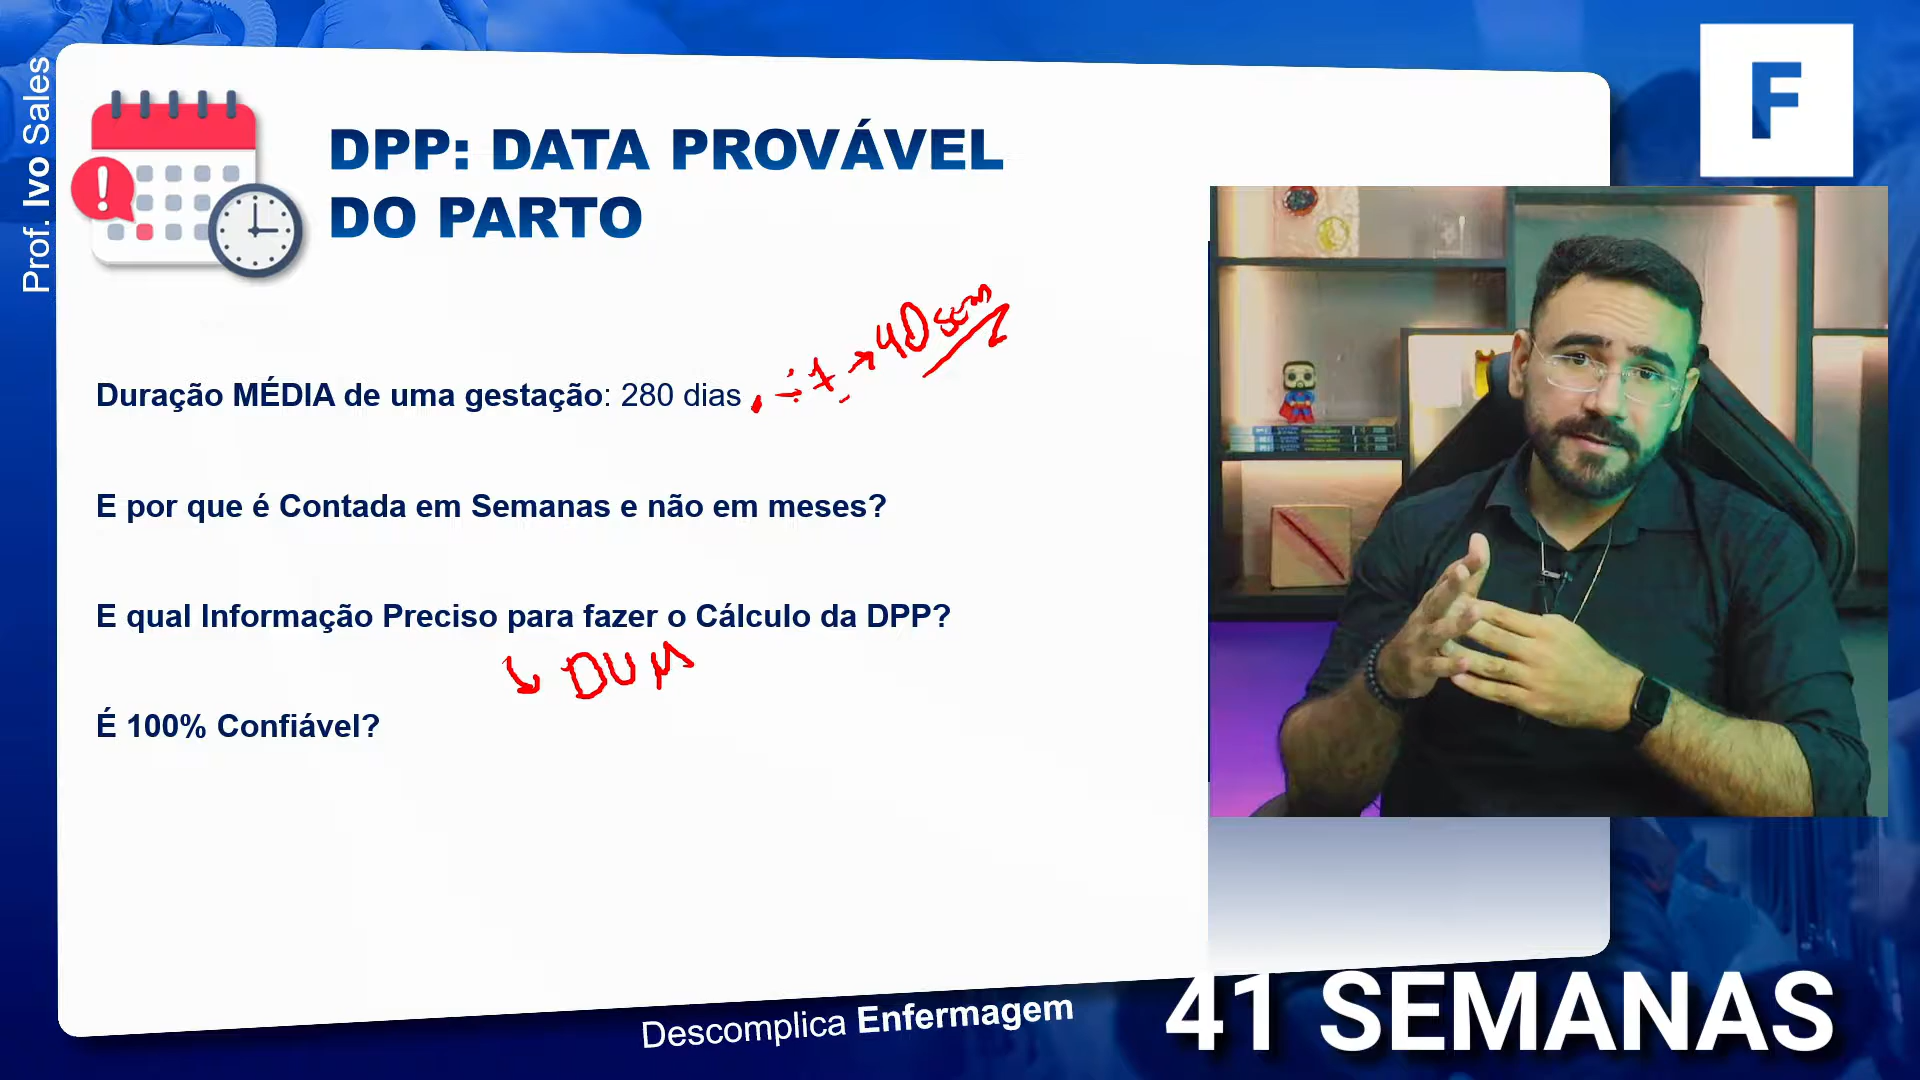 Prof. Ivo Sales
F
DPP: DATA PROVÁVEL
DO PARTO
Duração MÉDIA de uma gestação: 280 dias ÷ 7 → 40 sem
E por que é Contada em Semanas e não em meses?
E qual Informação Preciso para fazer o Cálculo da DPP?
↳ DUM
É 100% Confiável?
Descomplica Enfermagem
41 SEMANAS